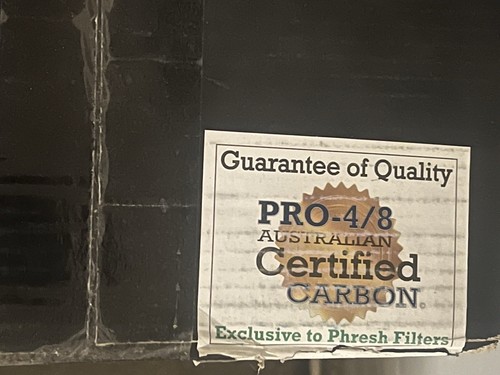 Guarantee of Quality
PRO-4/8
AUSTRALIAN
Certified
CARBON®
Exclusive to Phresh Filters